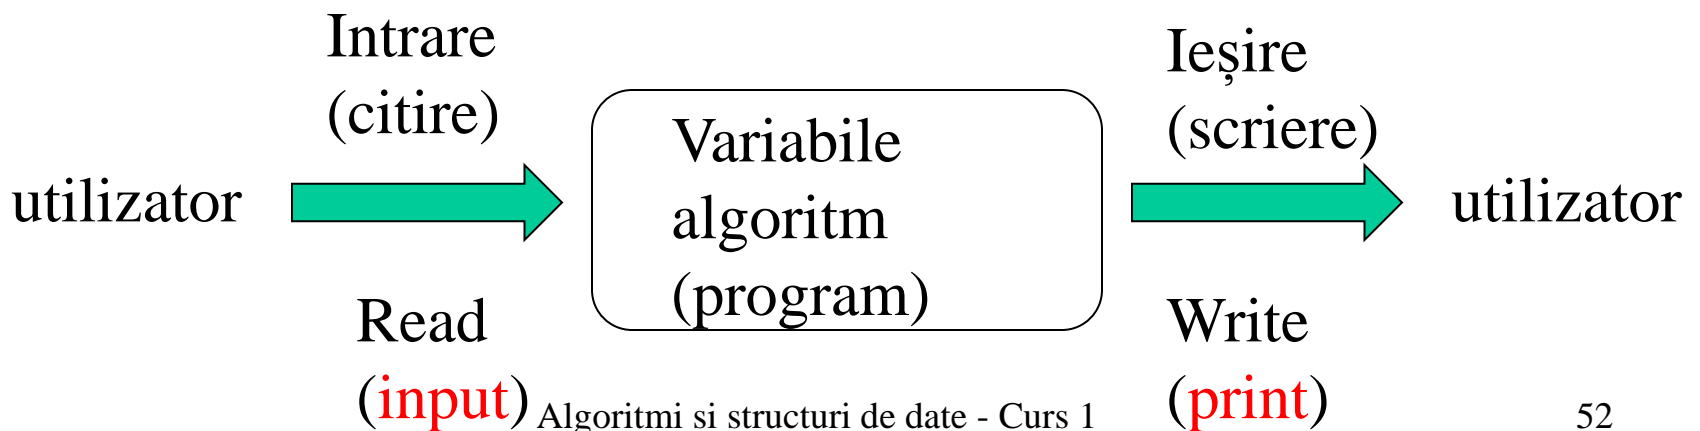 Intrare
(citire)
Ieșire
(scriere)
Variabile
algoritm
(program)
utilizator
utilizator
Read
(input)
Write
(print)
Algoritmi si structuri de date - Curs 1
52